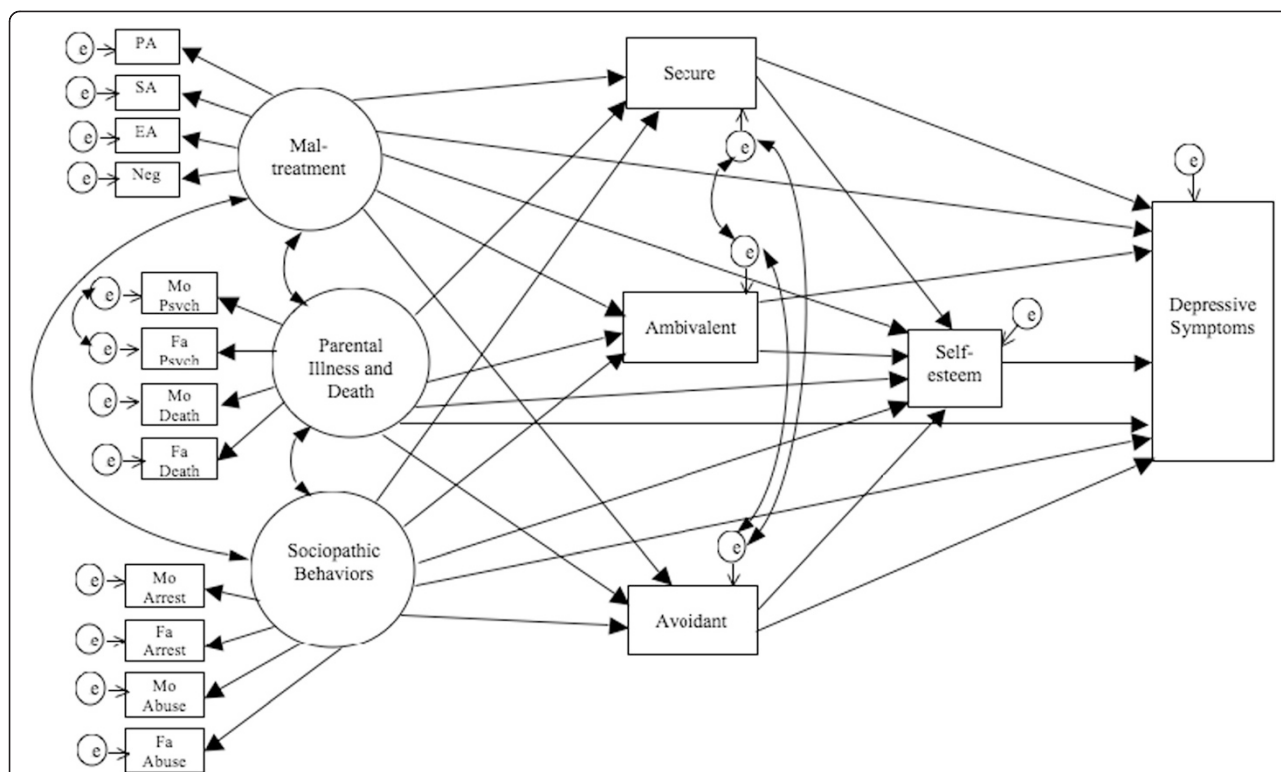 e
PA
e
SA
e
EA
e
Neg
Mal-
treatment
e
Mo
Psych
e
Fa
Psych
e
Mo
Death
e
Fa
Death
Parental
Illness and
Death
e
Mo
Arrest
e
Fa
Arrest
e
Mo
Abuse
e
Fa
Abuse
Sociopathic
Behaviors
Secure
e
e
Ambivalent
e
Avoidant
e
Self-
esteem
e
Depressive
Symptoms